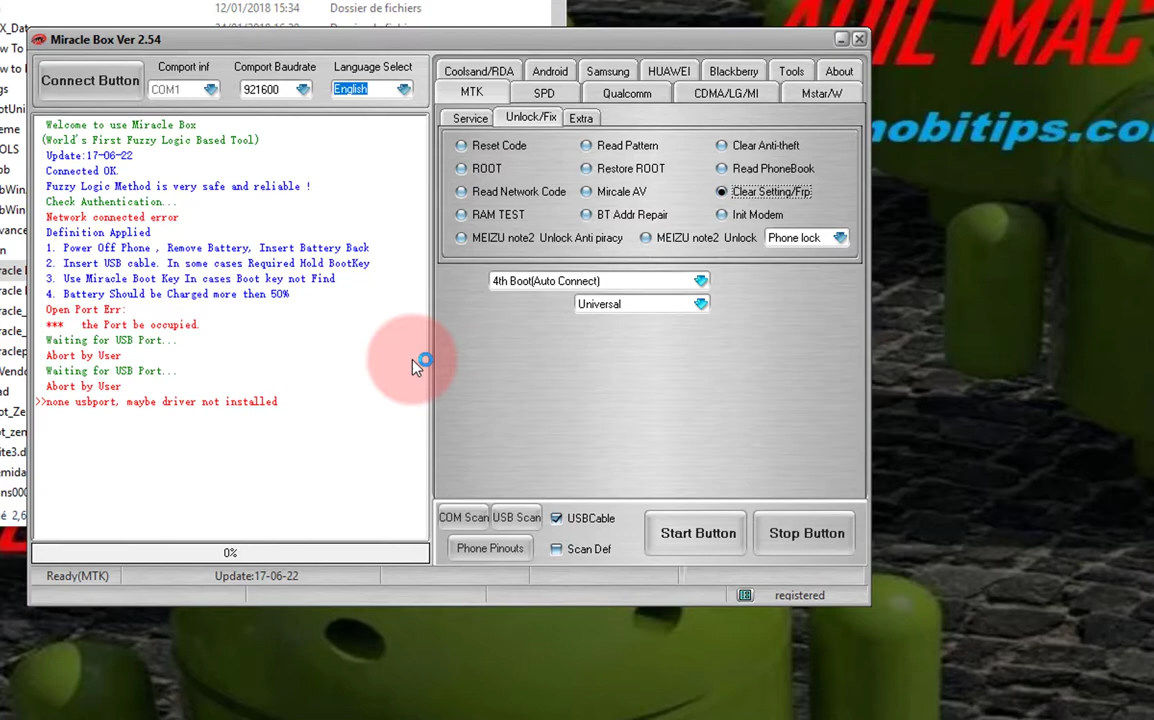 12/01/2018 15:34 Dossier de fichiers
Miracle Box Ver 2.54
Connect Button
Comport inf
COM1
Comport Baudrate
921600
Language Select
English
Coolsand/RDA Android Samsung HUAWEI Blackberry Tools About
MTK SPD Qualcomm CDMA/LG/MI Mstar/W
Service Unlock/Fix Extra
Reset Code Read Pattern Clear Anti-theft
ROOT Restore ROOT Read PhoneBook
Read Network Code Mircale AV Clear Setting/Frp
RAM TEST BT Addr Repair Init Modem
MEIZU note2 Unlock Anti piracy MEIZU note2 Unlock Phone lock
4th Boot(Auto Connect)
Universal
Welcome to use Miracle Box
(World's First Fuzzy Logic Based Tool)
Update:17-06-22
Connected OK.
Fuzzy Logic Method is very safe and reliable !
Check Authentication...
Network connected error
Definition Applied
1. Power Off Phone , Remove Battery, Insert Battery Back
2. Insert USB cable. In some cases Required Hold BootKey
3. Use Miracle Boot Key In cases Boot key not Find
4. Battery Should be Charged more then 50%
Open Port Err:
*** the Port be occupied.
Waiting for USB Port...
Abort by User
Waiting for USB Port...
Abort by User
>>none usbport, maybe driver not installed
0%
COM Scan USB Scan USBCable
Phone Pinouts Scan Def
Start Button Stop Button
Ready(MTK) Update:17-06-22
registered